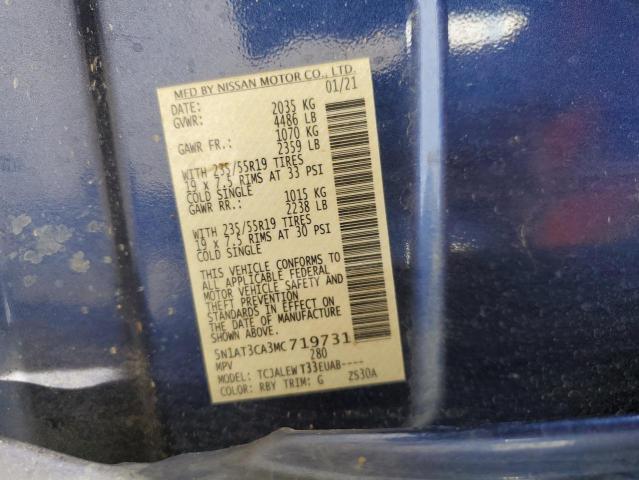 MFD BY NISSAN MOTOR CO., LTD.
DATE: 01/21
GVWR: 2035 KG
4486 LB
GAWR FR.: 1070 KG
2359 LB
WITH 235/55R19 TIRES
19 x 7.5 RIMS AT 33 PSI
COLD SINGLE
GAWR RR.: 1015 KG
2238 LB
WITH 235/55R19 TIRES
19 x 7.5 RIMS AT 30 PSI
COLD SINGLE
THIS VEHICLE CONFORMS TO
ALL APPLICABLE FEDERAL
MOTOR VEHICLE SAFETY AND
THEFT PREVENTION
STANDARDS IN EFFECT ON
THE DATE OF MANUFACTURE
SHOWN ABOVE.
5N1AT3CA3MC719731
MPV 280
MODEL: TCJALEWT33EUAB----
COLOR: RBY TRIM: G ZS30A